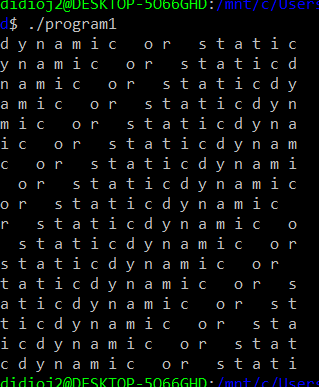 didioj2@DESKTOP-5O66GHD:/mnt/c/Users
d$ ./program1
d y n a m i c   o r   s t a t i c
y n a m i c   o r   s t a t i c d
n a m i c   o r   s t a t i c d y
a m i c   o r   s t a t i c d y n
m i c   o r   s t a t i c d y n a
i c   o r   s t a t i c d y n a m
c   o r   s t a t i c d y n a m i
  o r   s t a t i c d y n a m i c
o r   s t a t i c d y n a m i c
r   s t a t i c d y n a m i c   o
  s t a t i c d y n a m i c   o r
s t a t i c d y n a m i c   o r
t a t i c d y n a m i c   o r   s
a t i c d y n a m i c   o r   s t
t i c d y n a m i c   o r   s t a
i c d y n a m i c   o r   s t a t
c d y n a m i c   o r   s t a t i
didioj2@DESKTOP-5O66GHD:/mnt/c/Users